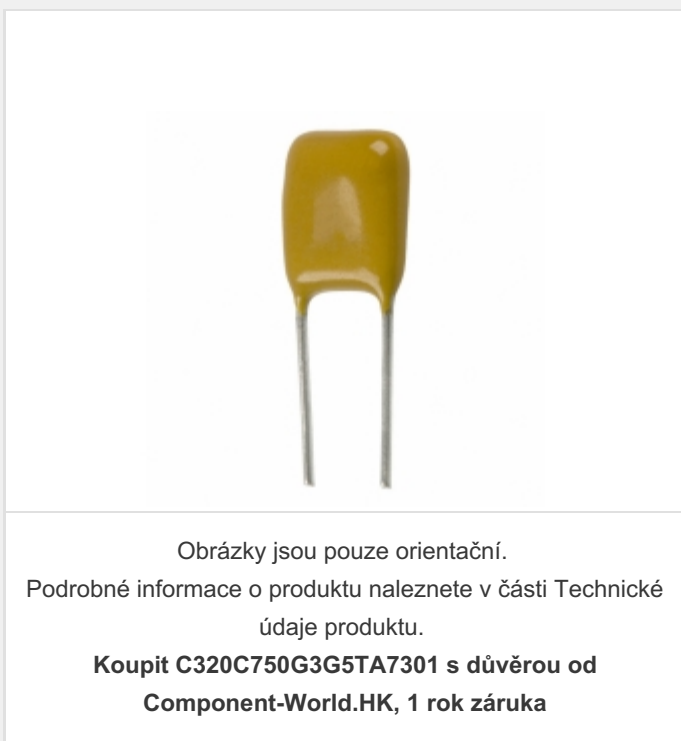 Obrázky jsou pouze orientační.
Podrobné informace o produktu naleznete v části Technické
údaje produktu.
Koupit C320C750G3G5TA7301 s důvěrou od
Component-World.HK, 1 rok záruka